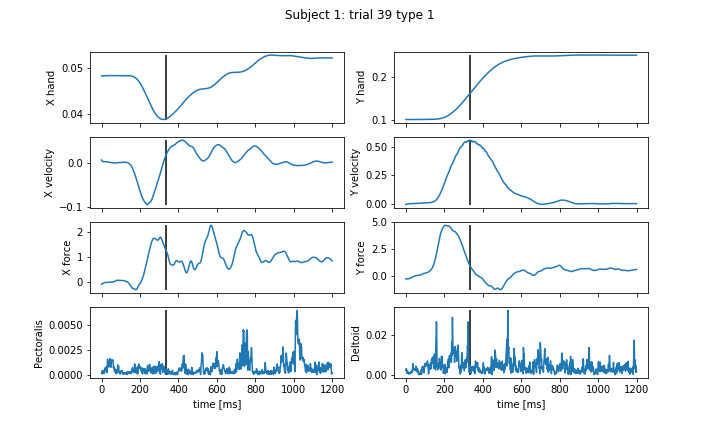 Subject 1: trial 39 type 1
X hand
0.05
0.04
Y hand
0.2
0.1
X velocity
0.0
−0.1
Y velocity
0.50
0.25
0.00
X force
2
1
0
Y force
5.0
2.5
0.0
Pectoralis
0.0050
0.0025
0.0000
0 200 400 600 800 1000 1200
time [ms]
Deltoid
0.02
0.00
0 200 400 600 800 1000 1200
time [ms]